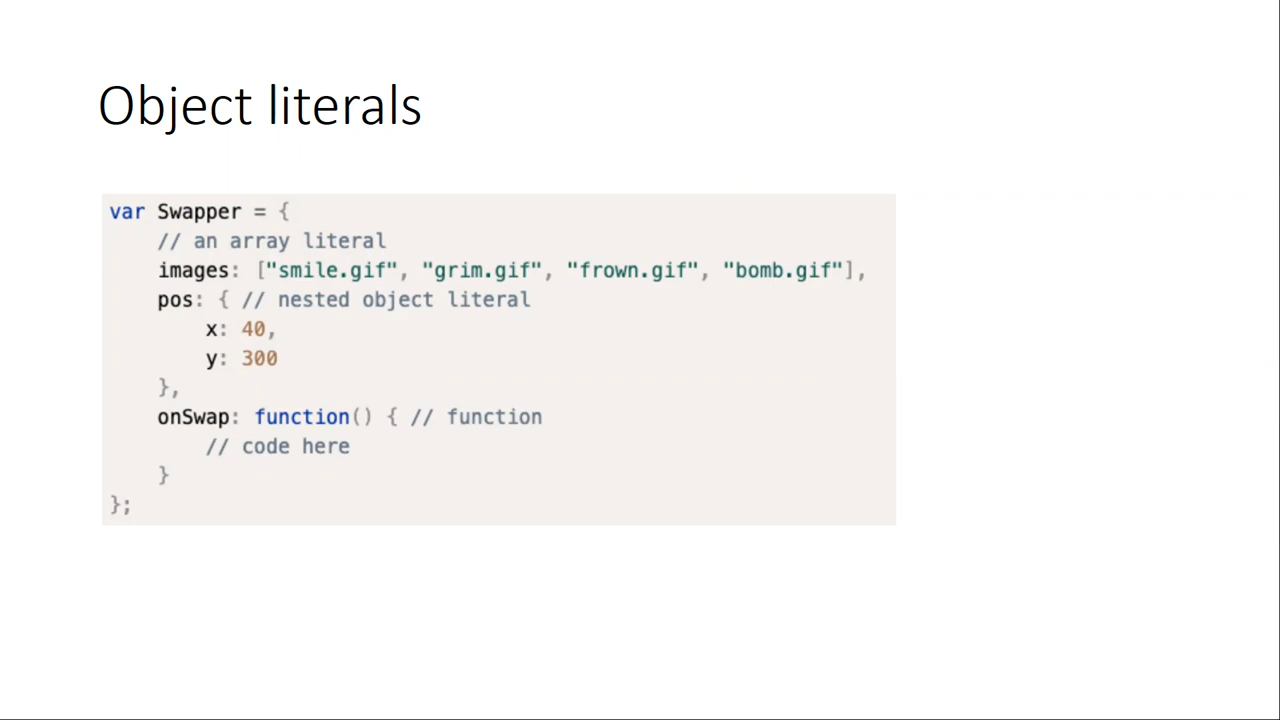 Object literals
var Swapper = {
    // an array literal
    images: ["smile.gif", "grim.gif", "frown.gif", "bomb.gif"],
    pos: { // nested object literal
        x: 40,
        y: 300
    },
    onSwap: function() { // function
        // code here
    }
};